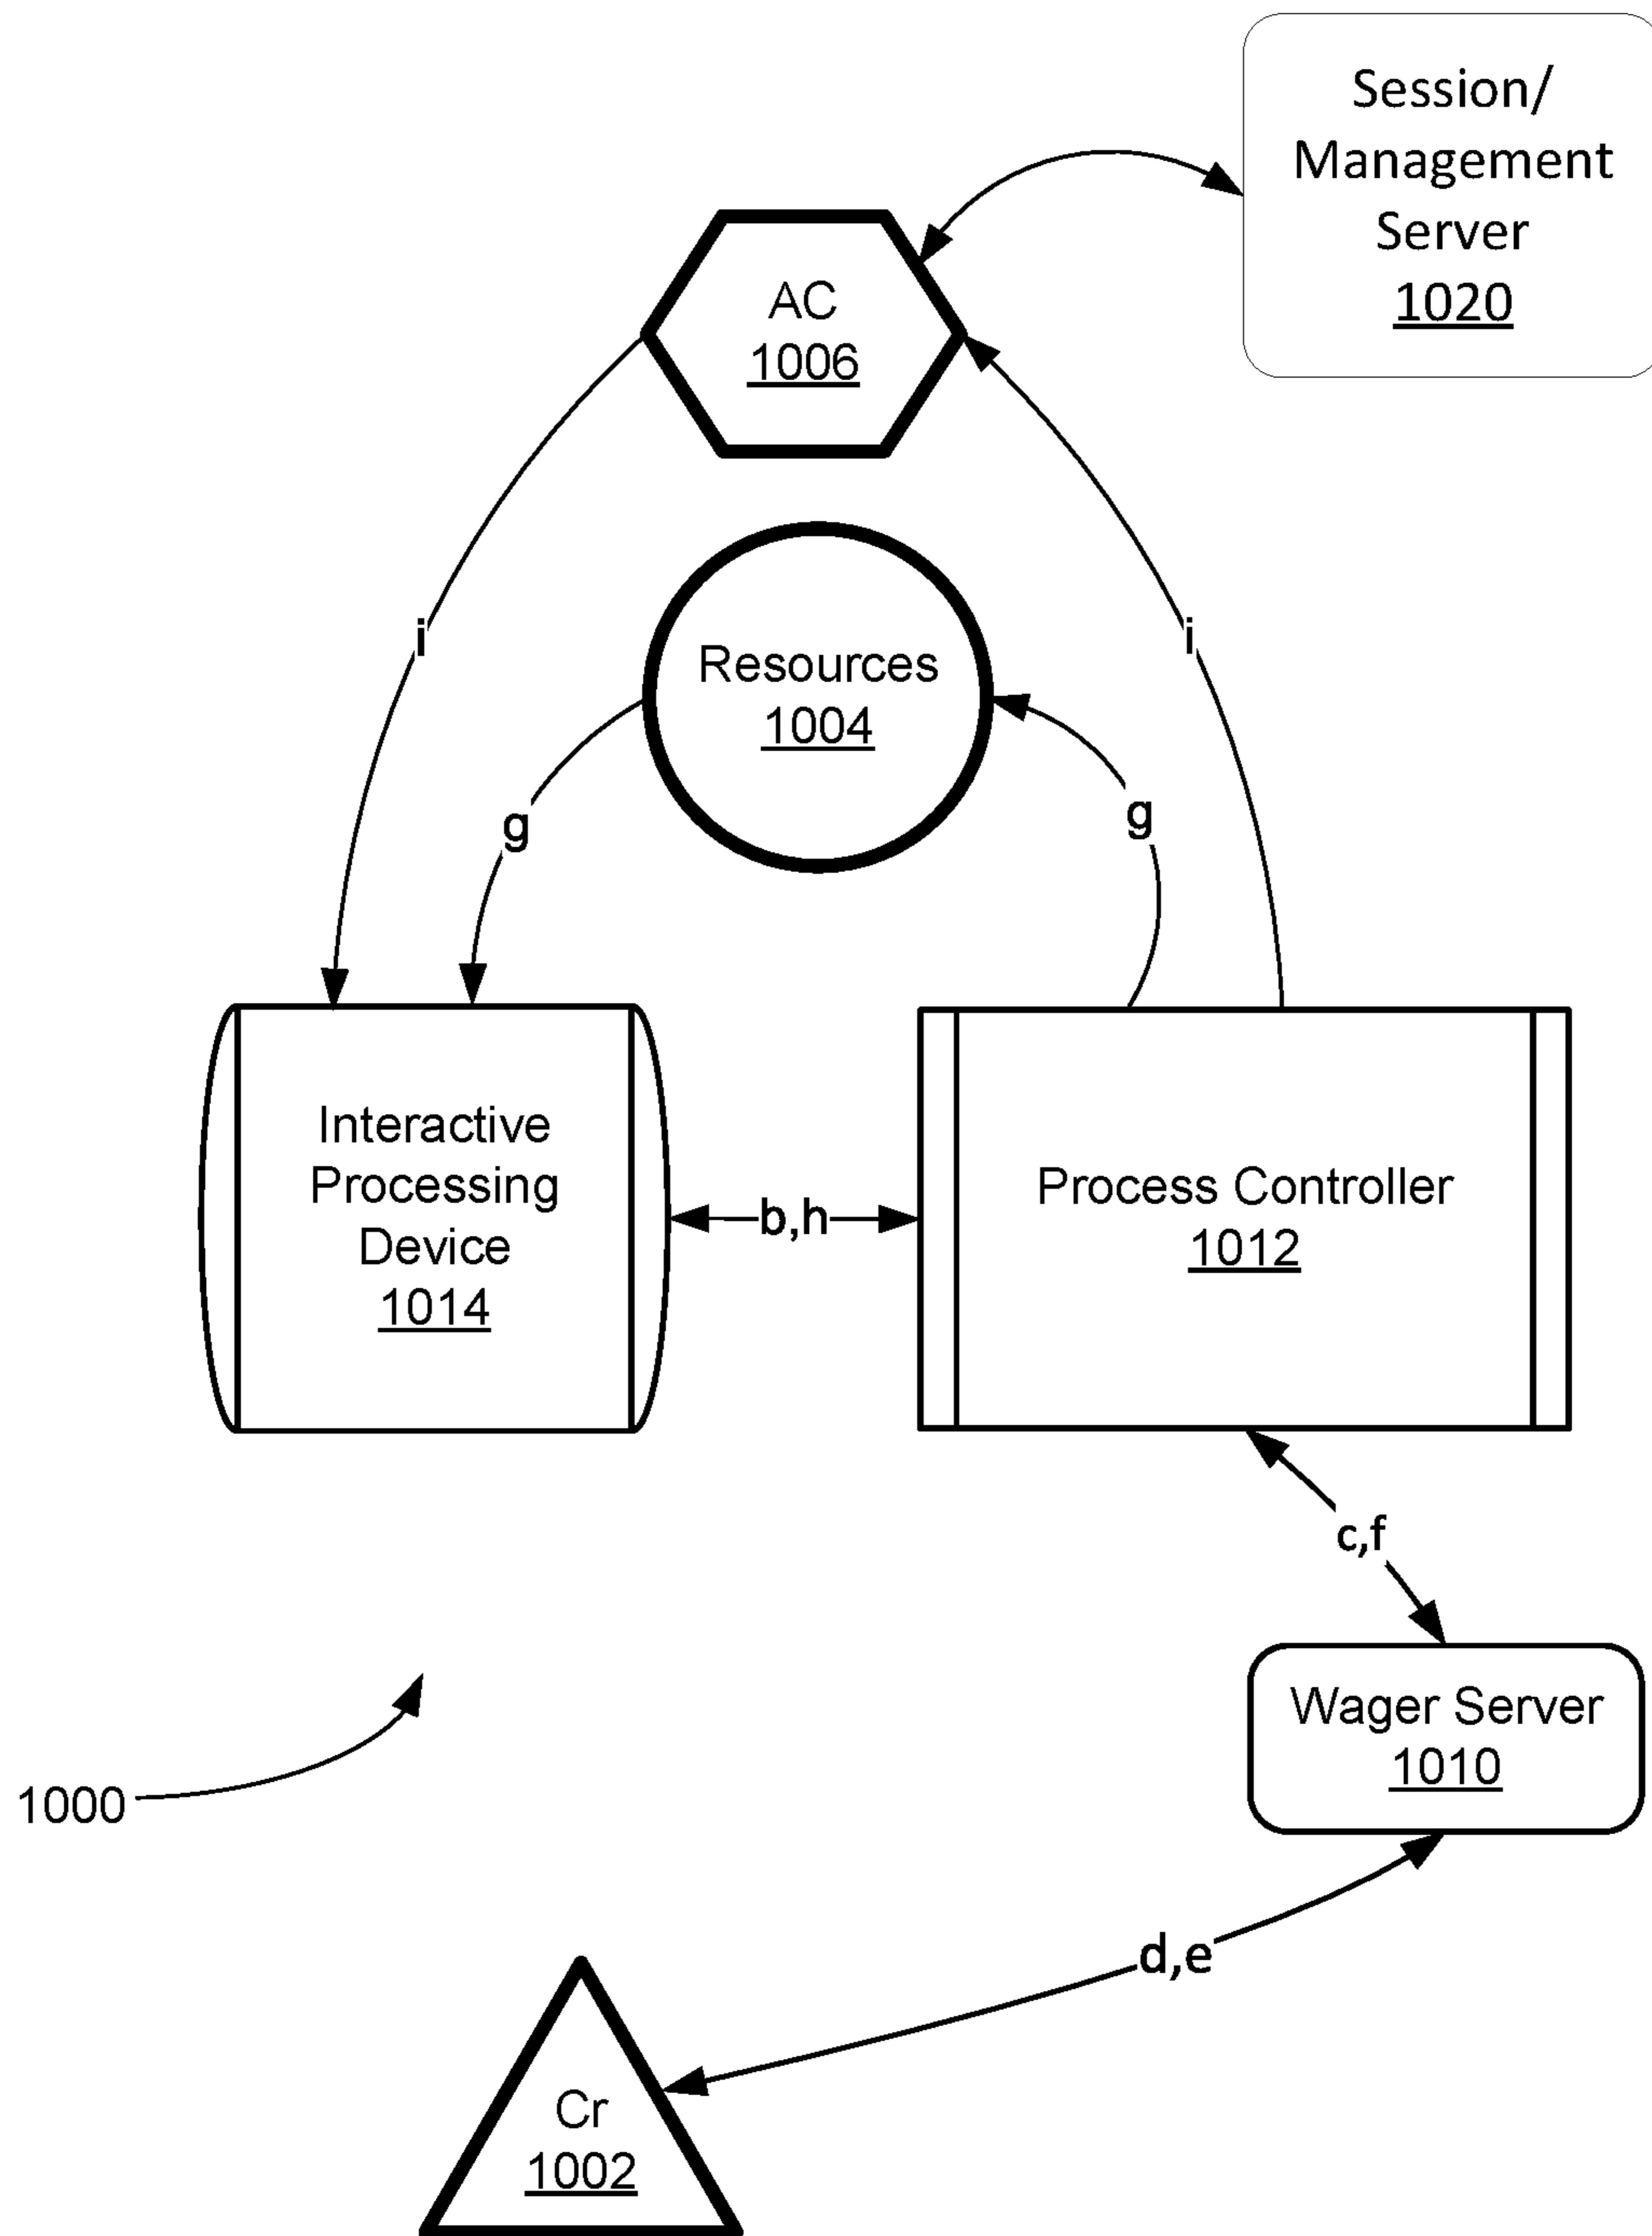 Session/
Management
Server
1020
AC
1006
i
i
Resources
1004
g
g
Interactive
Processing
Device
1014
b,h
Process Controller
1012
c,f
Wager Server
1010
1000
d,e
Cr
1002